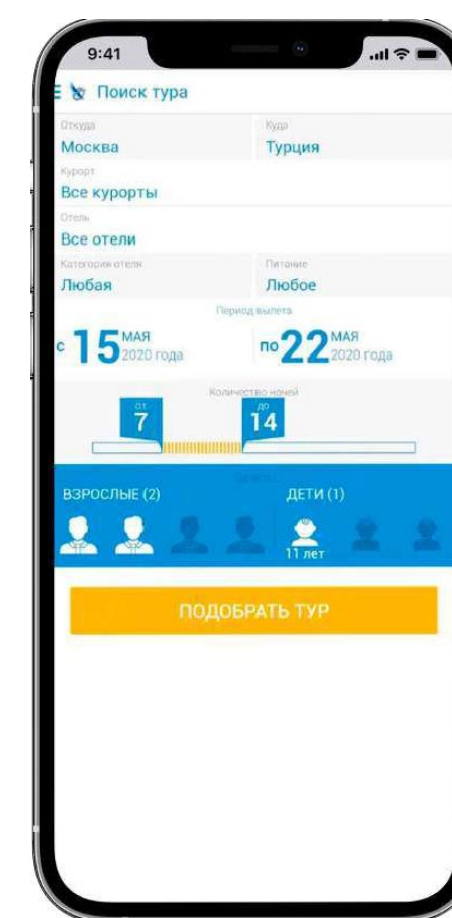 9:41
Поиск тура
Откуда Куда
Москва Турция
Курорт
Все курорты
Отель
Все отели
Категория отеля Питание
Любая Любое
Период вылета
с 15 МАЯ 2020 года по 22 МАЯ 2020 года
Количество ночей
от до
7 14
ВЗРОСЛЫЕ (2) ДЕТИ (1)
11 лет
ПОДОБРАТЬ ТУР